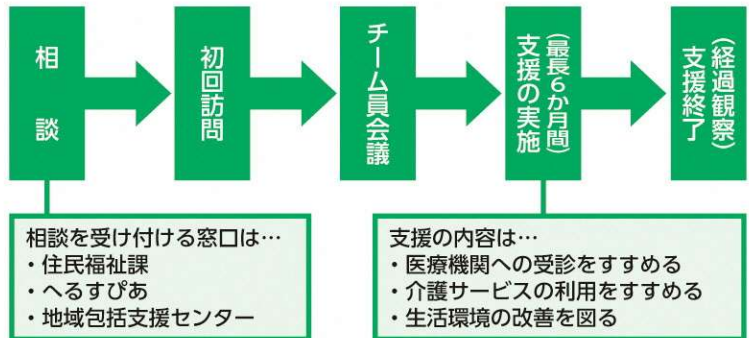 相談
初回訪問
チーム員会議
支援の実施
(最長6か月間)
支援終了
(経過観察)
相談を受け付ける窓口は…
・住民福祉課
・へるすぴあ
・地域包括支援センター
支援の内容は…
・医療機関への受診をすすめる
・介護サービスの利用をすすめる
・生活環境の改善を図る